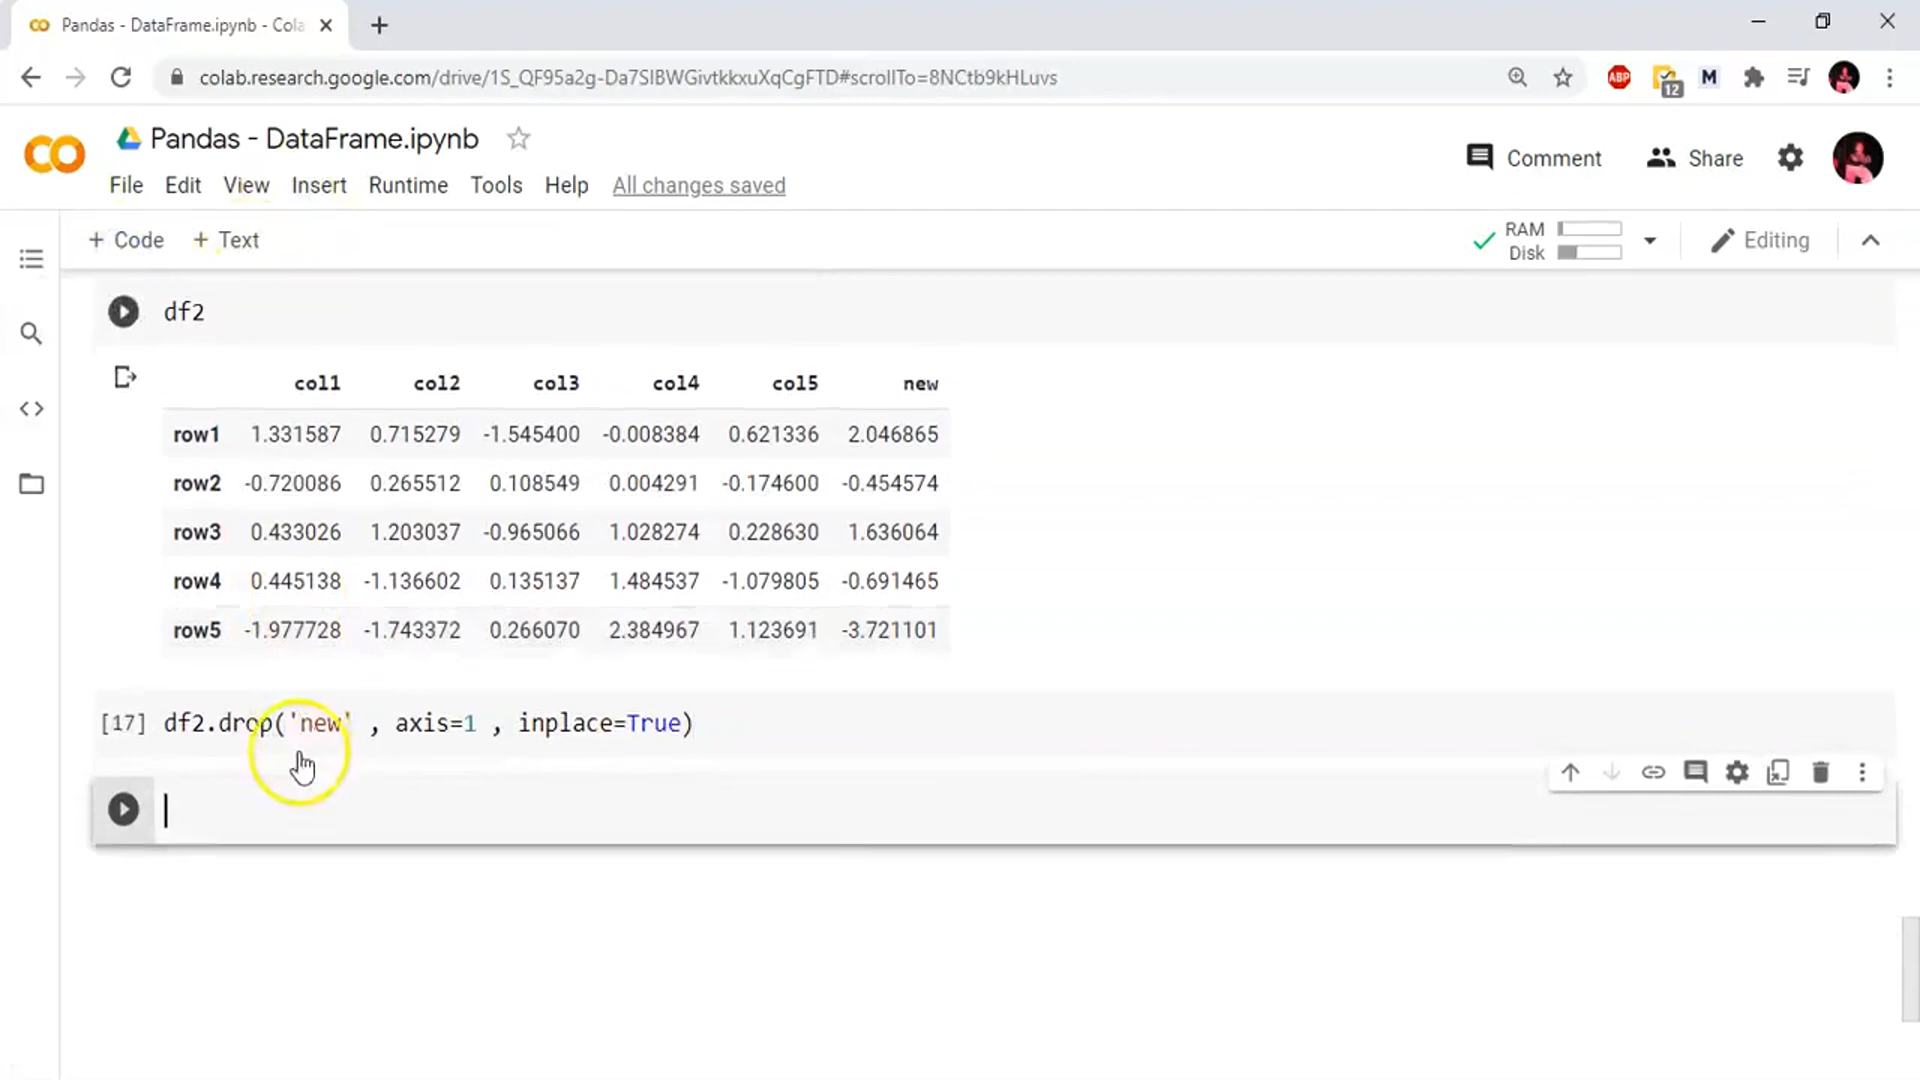 Pandas - DataFrame.ipynb - Cola
colab.research.google.com/drive/1S_QF95a2g-Da7SlBWGivtkkxuXqCgFTD#scrollTo=8NCtb9kHLuvs
ABP
12
M
Pandas - DataFrame.ipynb
Comment
Share
File Edit View Insert Runtime Tools Help All changes saved
+ Code + Text
RAM
Disk
Editing
df2
col1 col2 col3 col4 col5 new
row1 1.331587 0.715279 -1.545400 -0.008384 0.621336 2.046865
row2 -0.720086 0.265512 0.108549 0.004291 -0.174600 -0.454574
row3 0.433026 1.203037 -0.965066 1.028274 0.228630 1.636064
row4 0.445138 -1.136602 0.135137 1.484537 -1.079805 -0.691465
row5 -1.977728 -1.743372 0.266070 2.384967 1.123691 -3.721101
[17] df2.drop('new' , axis=1 , inplace=True)